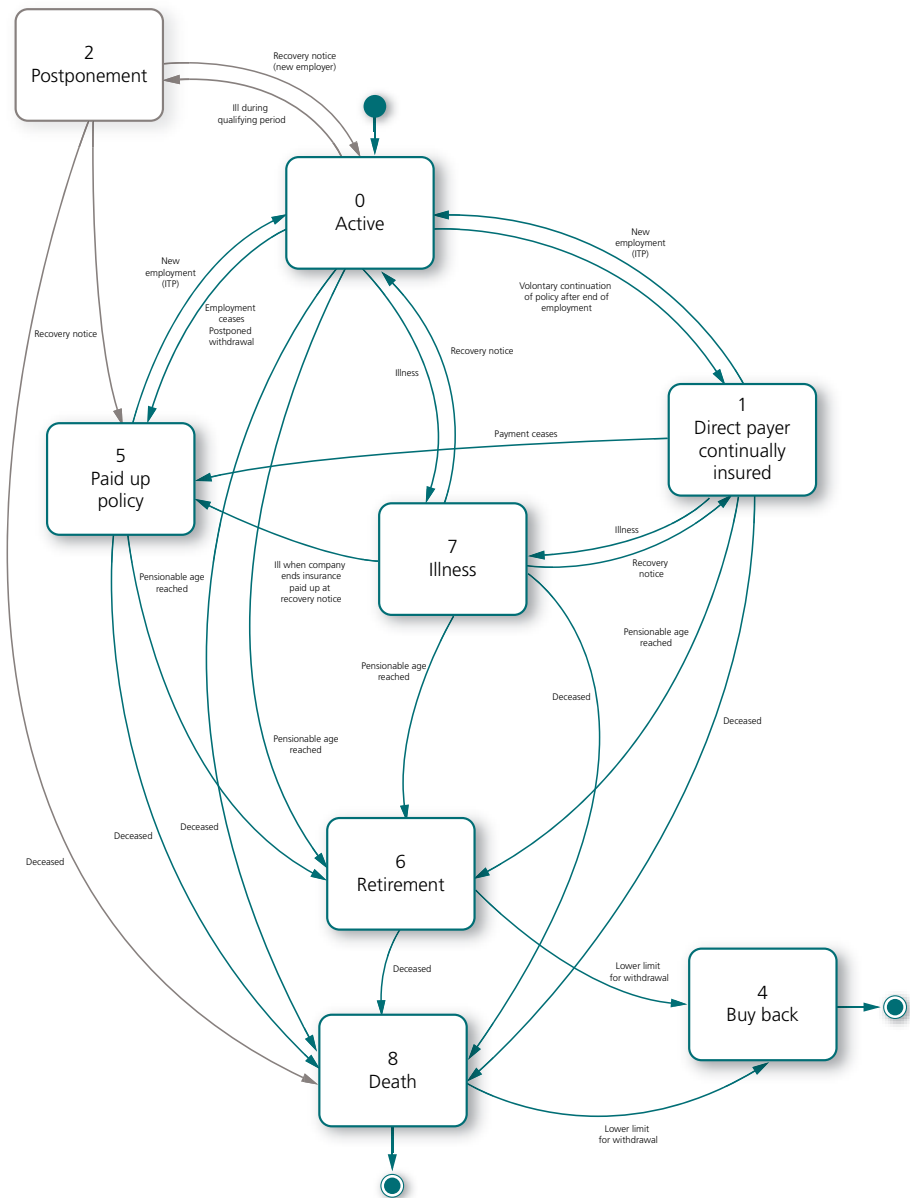 2
Postponement
Recovery notice
(new employer)
Ill during
qualifying period
0
Active
New
employment
(ITP)
Employment
ceases
Postponed
withdrawal
New
employment
(ITP)
Volontary continuation
of policy after end of
employment
Recovery notice
Illness
Recovery notice
1
Direct payer
continually
insured
Payment ceases
5
Paid up
policy
7
Illness
Illness
Recovery
notice
Ill when company
ends insurance
paid up at
recovery notice
Pensionable age
reached
Pensionable age
reached
Pensionable age
reached
Deceased
Deceased
Pensionable age
reached
Deceased
Deceased
Deceased
6
Retirement
Deceased
Lower limit
for withdrawal
4
Buy back
8
Death
Lower limit
for withdrawal